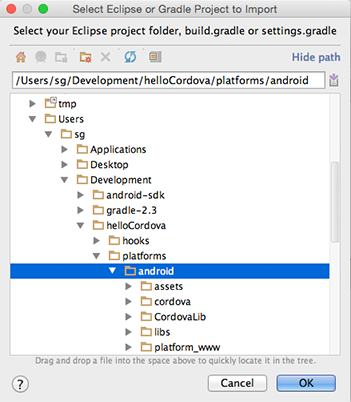 Select Eclipse or Gradle Project to Import
Select your Eclipse project folder, build.gradle or settings.gradle
Hide path
/Users/sg/Development/helloCordova/platforms/android
tmp
Users
sg
Applications
Desktop
Development
android-sdk
gradle-2.3
helloCordova
hooks
platforms
android
assets
cordova
CordovaLib
libs
platform_www
Drag and drop a file into the space above to quickly locate it in the tree.
?
Cancel
OK